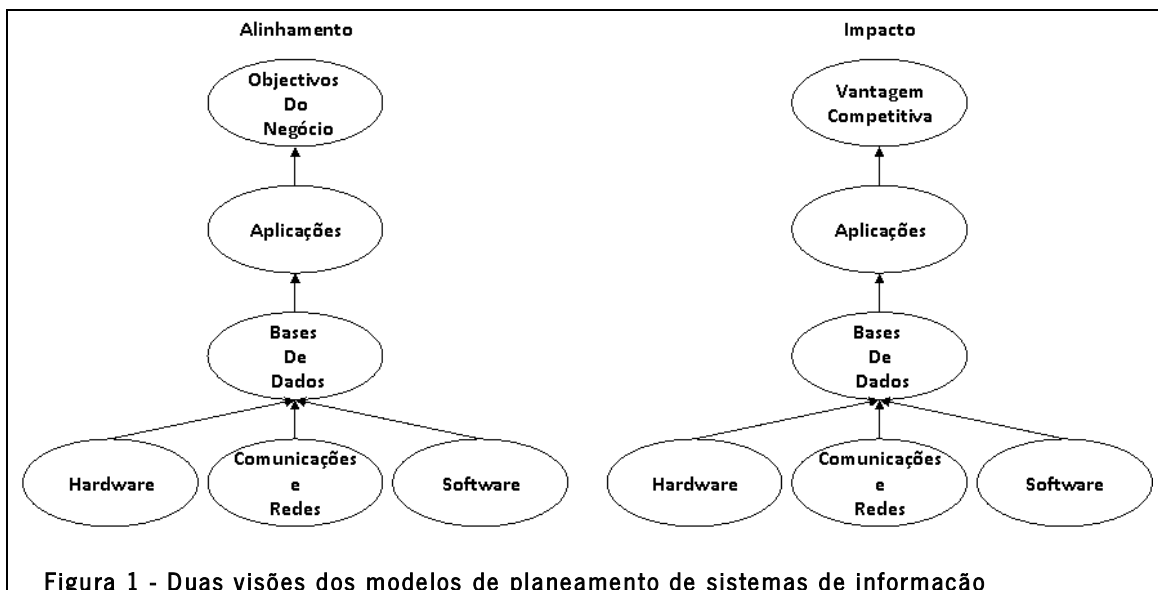 Alinhamento
Objectivos
Do
Negócio
Aplicações
Bases
De
Dados
Hardware
Comunicações
e
Redes
Software
Impacto
Vantagem
Competitiva
Aplicações
Bases
De
Dados
Hardware
Comunicações
e
Redes
Software
Figura 1 - Duas visões dos modelos de planeamento de sistemas de informação